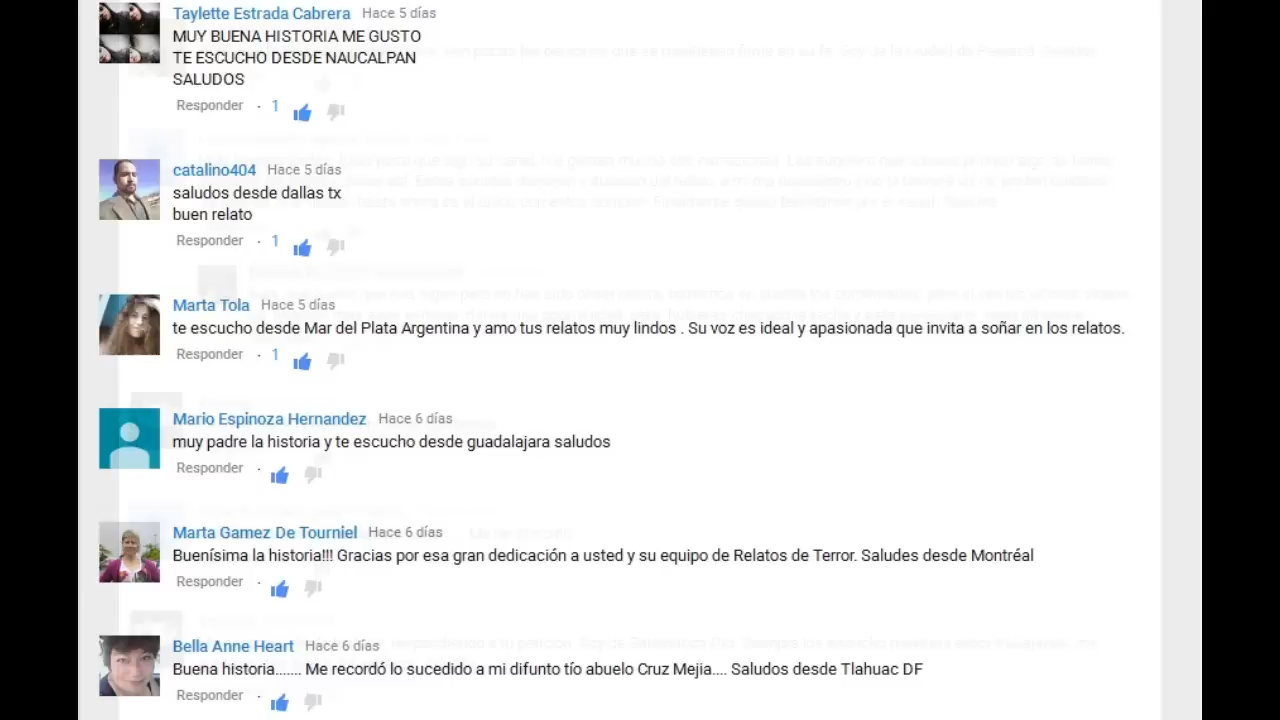 Taylette Estrada Cabrera Hace 5 días
MUY BUENA HISTORIA ME GUSTO
TE ESCUCHO DESDE NAUCALPAN
SALUDOS
Responder · 1
catalino404 Hace 5 días
saludos desde dallas tx
buen relato
Responder · 1
Marta Tola Hace 5 días
te escucho desde Mar del Plata Argentina y amo tus relatos muy lindos . Su voz es ideal y apasionada que invita a soñar en los relatos.
Responder · 1
Mario Espinoza Hernandez Hace 6 días
muy padre la historia y te escucho desde guadalajara saludos
Responder ·
Marta Gamez De Tourniel Hace 6 días
Buenísima la historia!!! Gracias por esa gran dedicación a usted y su equipo de Relatos de Terror. Saludes desde Montréal
Responder ·
Bella Anne Heart Hace 6 días
Buena historia....... Me recordó lo sucedido a mi difunto tío abuelo Cruz Mejia.... Saludos desde Tlahuac DF
Responder ·